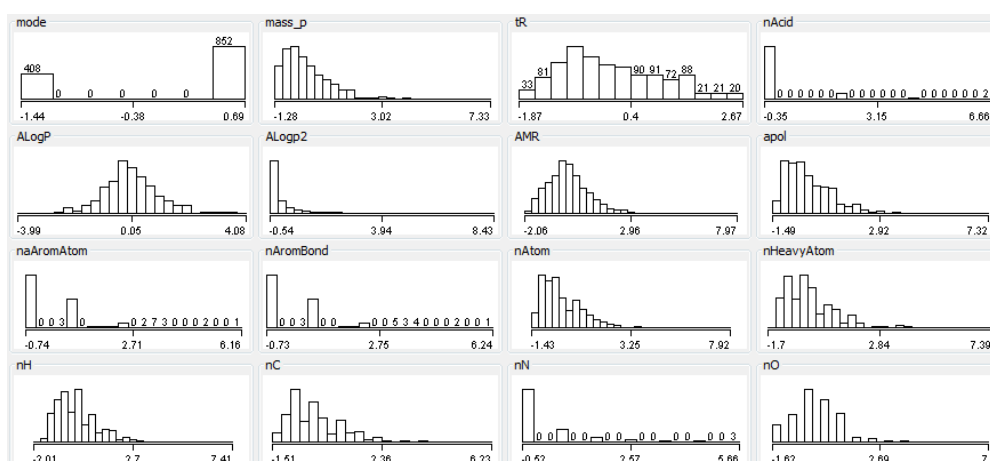 mode mass_p tR nAcid
408 0 0 0 0 852
33 81 90 91 72 88 21 21 20
0 0 0 0 0 0 0 0 0 0 0 0 0 0 0 0 0 0 0 2
-1.44 -0.38 0.69 -1.28 3.02 7.33 -1.87 0.4 2.67 -0.35 3.15 6.66
ALogP ALogp2 AMR apol
-3.99 0.05 4.08 -0.54 3.94 8.43 -2.06 2.96 7.97 -1.49 2.92 7.32
naAromAtom nAromBond nAtom nHeavyAtom
0 0 3 0 0 2 7 3 0 0 0 2 0 0 1 0 0 3 0 0 0 0 5 3 4 0 0 0 2 0 0 1
-0.74 2.71 6.16 -0.73 2.75 6.24 -1.43 3.25 7.92 -1.7 2.84 7.39
nH nC nN nO
0 0 0 0 0 0 0 0 0 0 0 0 3
-2.01 2.7 7.41 -1.51 2.36 6.23 -0.52 2.57 5.66 -1.62 2.69 7